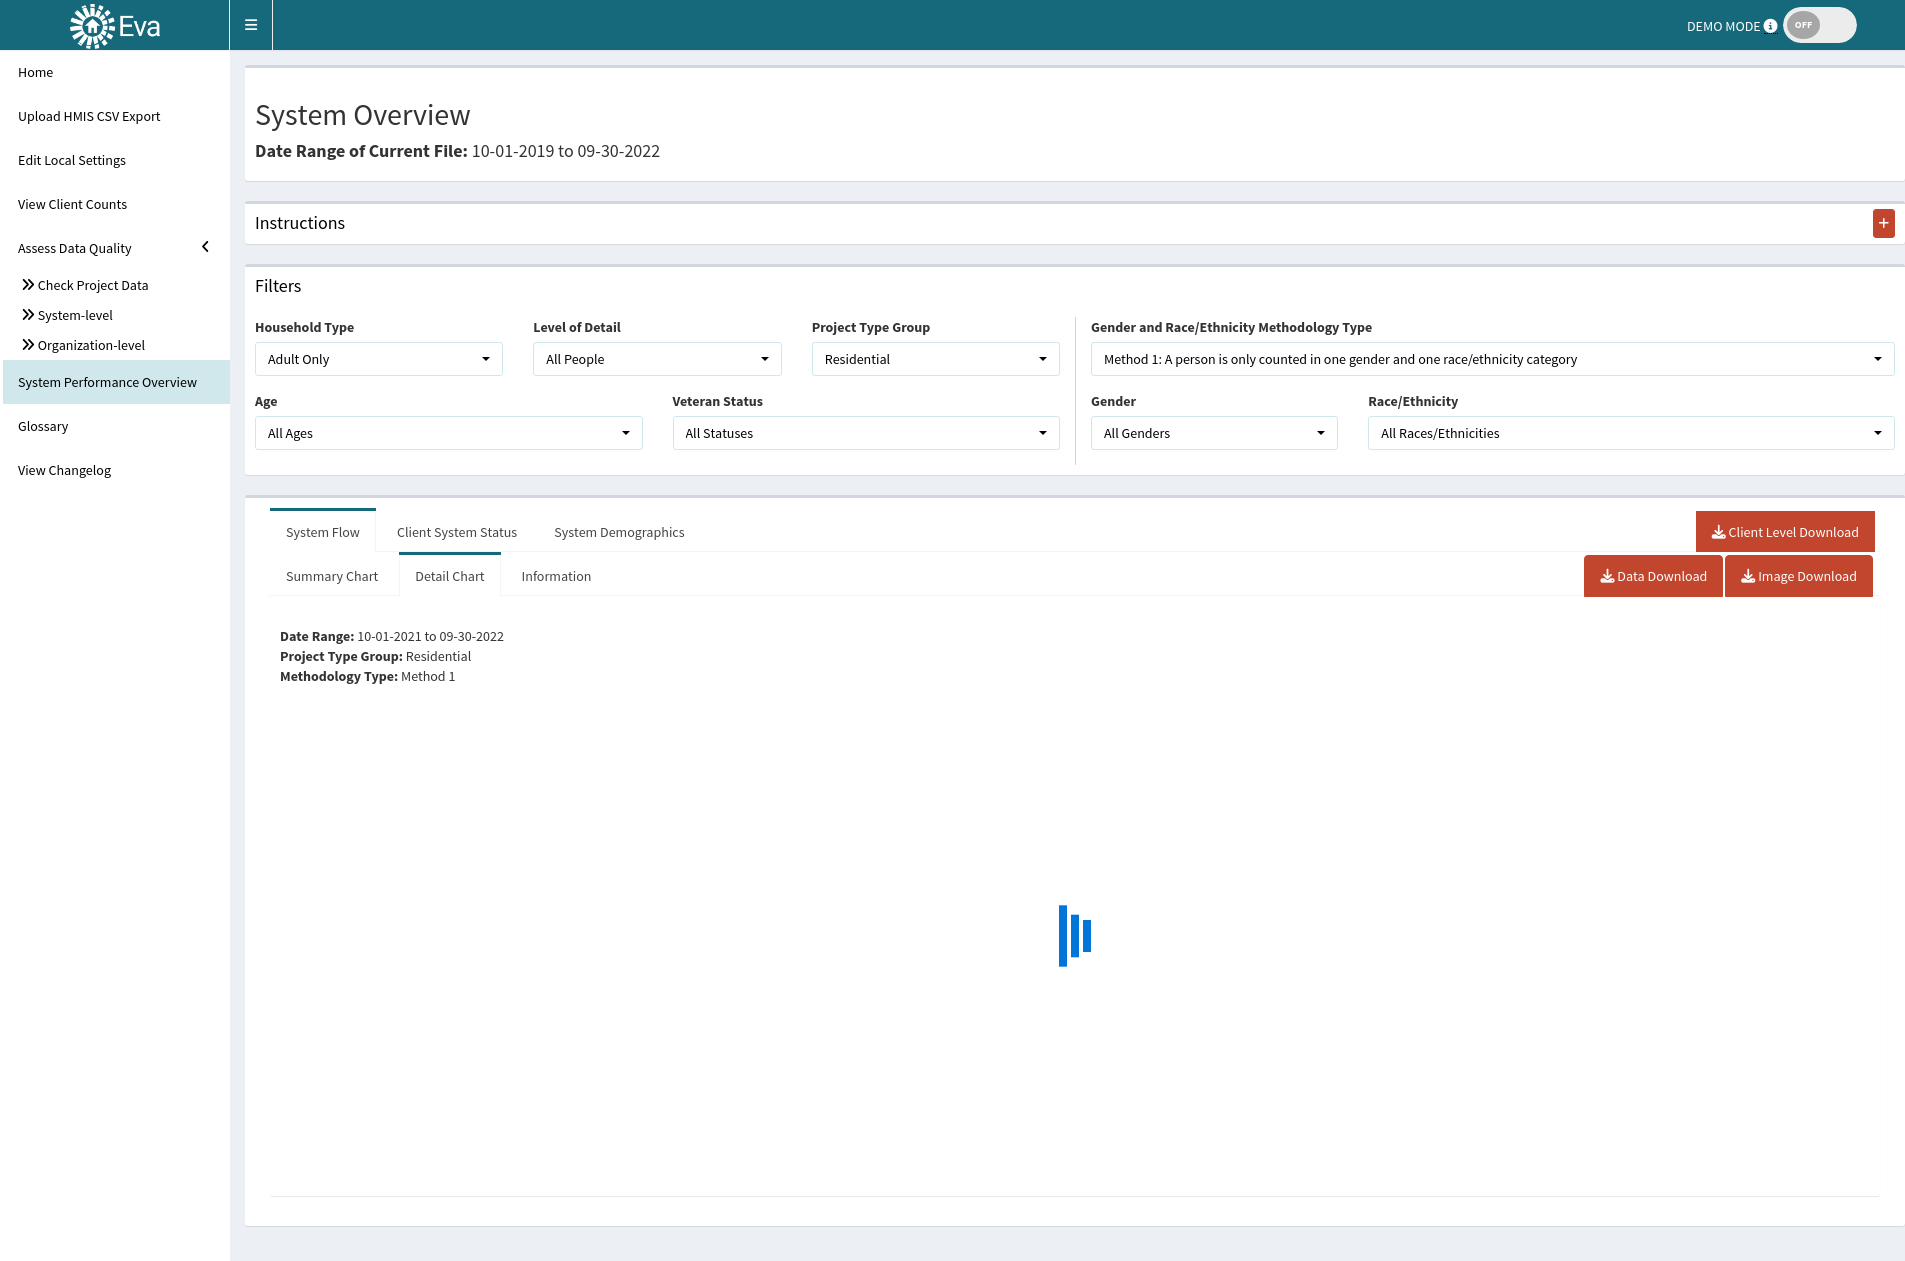 Eva
DEMO MODE
OFF
Home
Upload HMIS CSV Export
Edit Local Settings
View Client Counts
Assess Data Quality
Check Project Data
System-level
Organization-level
System Performance Overview
Glossary
View Changelog
System Overview
Date Range of Current File: 10-01-2019 to 09-30-2022
Instructions
Filters
Household Type
Level of Detail
Project Type Group
Gender and Race/Ethnicity Methodology Type
Adult Only
All People
Residential
Method 1: A person is only counted in one gender and one race/ethnicity category
Age
Veteran Status
Gender
Race/Ethnicity
All Ages
All Statuses
All Genders
All Races/Ethnicities
System Flow
Client System Status
System Demographics
Client Level Download
Summary Chart
Detail Chart
Information
Data Download
Image Download
Date Range: 10-01-2021 to 09-30-2022
Project Type Group: Residential
Methodology Type: Method 1